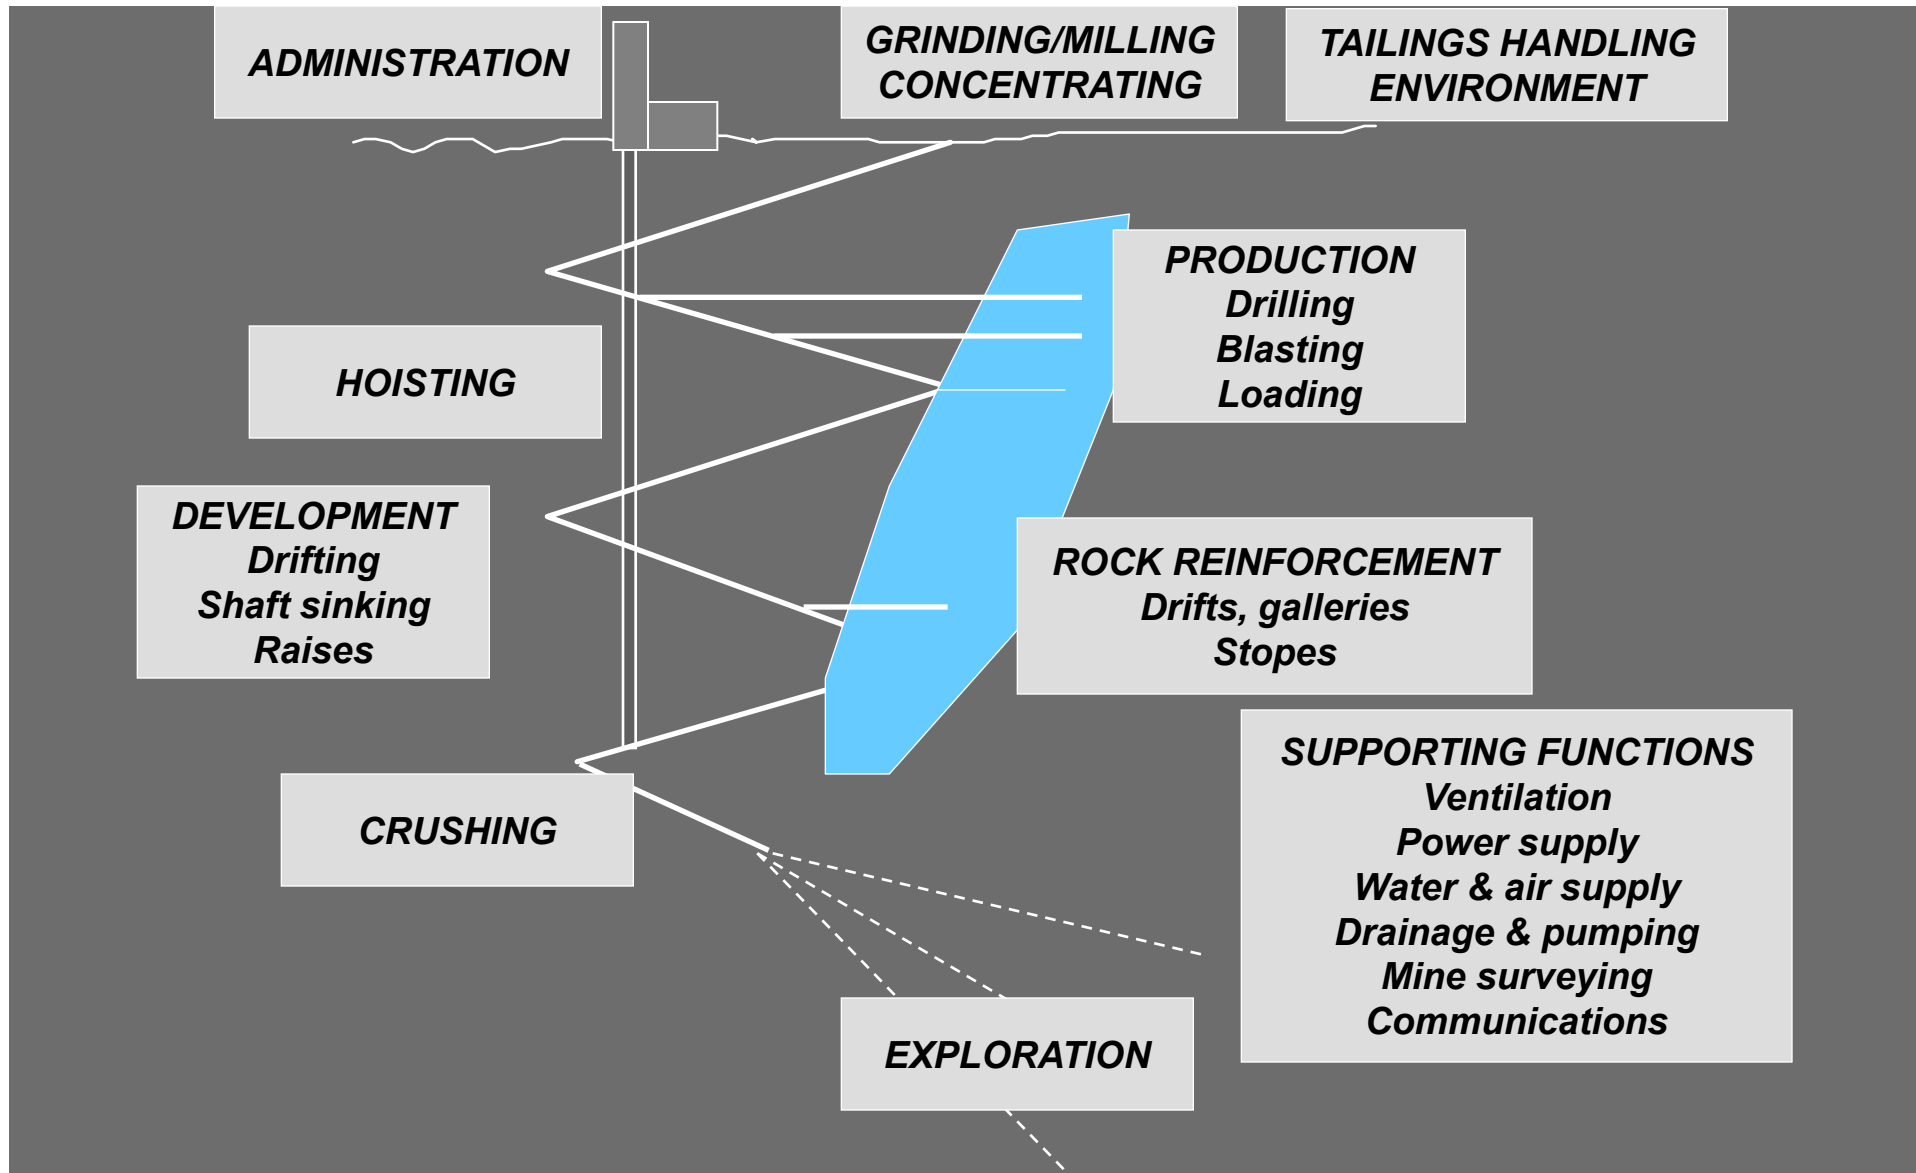 ADMINISTRATION
GRINDING/MILLING
CONCENTRATING
TAILINGS HANDLING
ENVIRONMENT
PRODUCTION
Drilling
Blasting
Loading
HOISTING
DEVELOPMENT
Drifting
Shaft sinking
Raises
ROCK REINFORCEMENT
Drifts, galleries
Stopes
SUPPORTING FUNCTIONS
Ventilation
Power supply
Water & air supply
Drainage & pumping
Mine surveying
Communications
CRUSHING
EXPLORATION